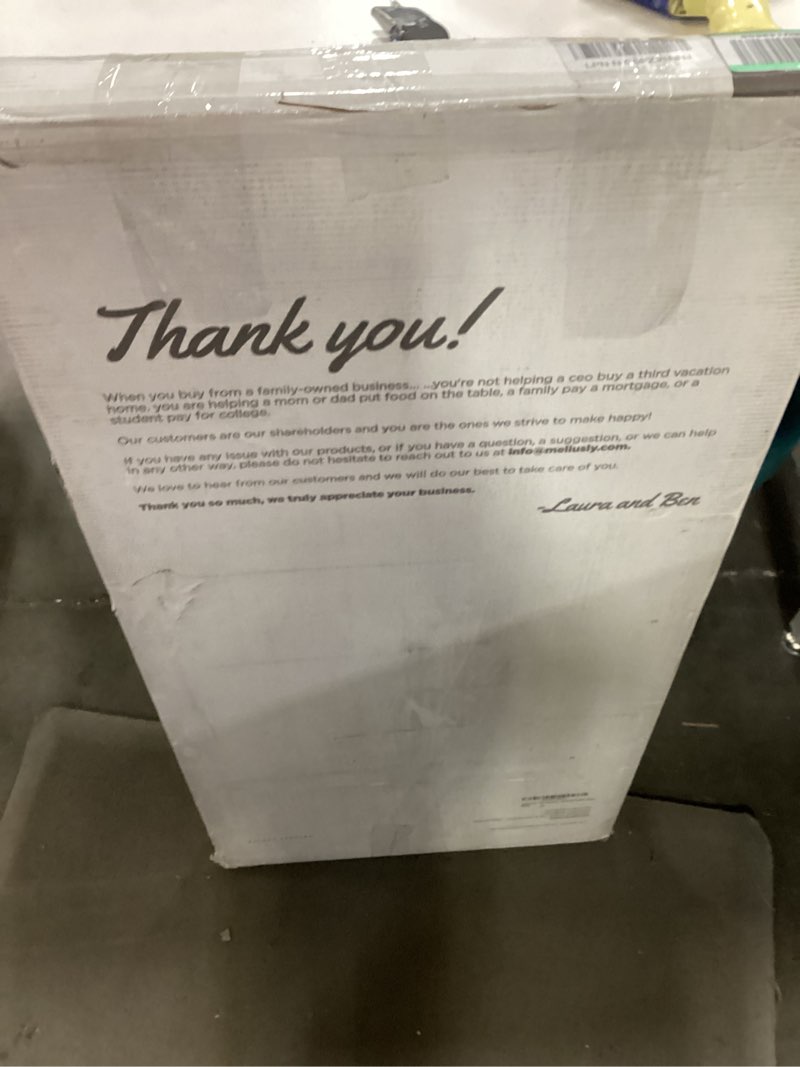 Thank you!
When you buy from a family-owned business... ...you're not helping a ceo buy a third vacation
home, you are helping a mom or dad put food on the table, a family pay a mortgage, or a
student pay for college.
Our customers are our shareholders and you are the ones we strive to make happy!
If you have any issue with our products, or if you have a question, a suggestion, or we can help
in any other way, please do not hesitate to reach out to us at info@meliusly.com.
We love to hear from our customers and we will do our best to take care of you.
Thank you so much, we truly appreciate your business.
-Laura and Ben